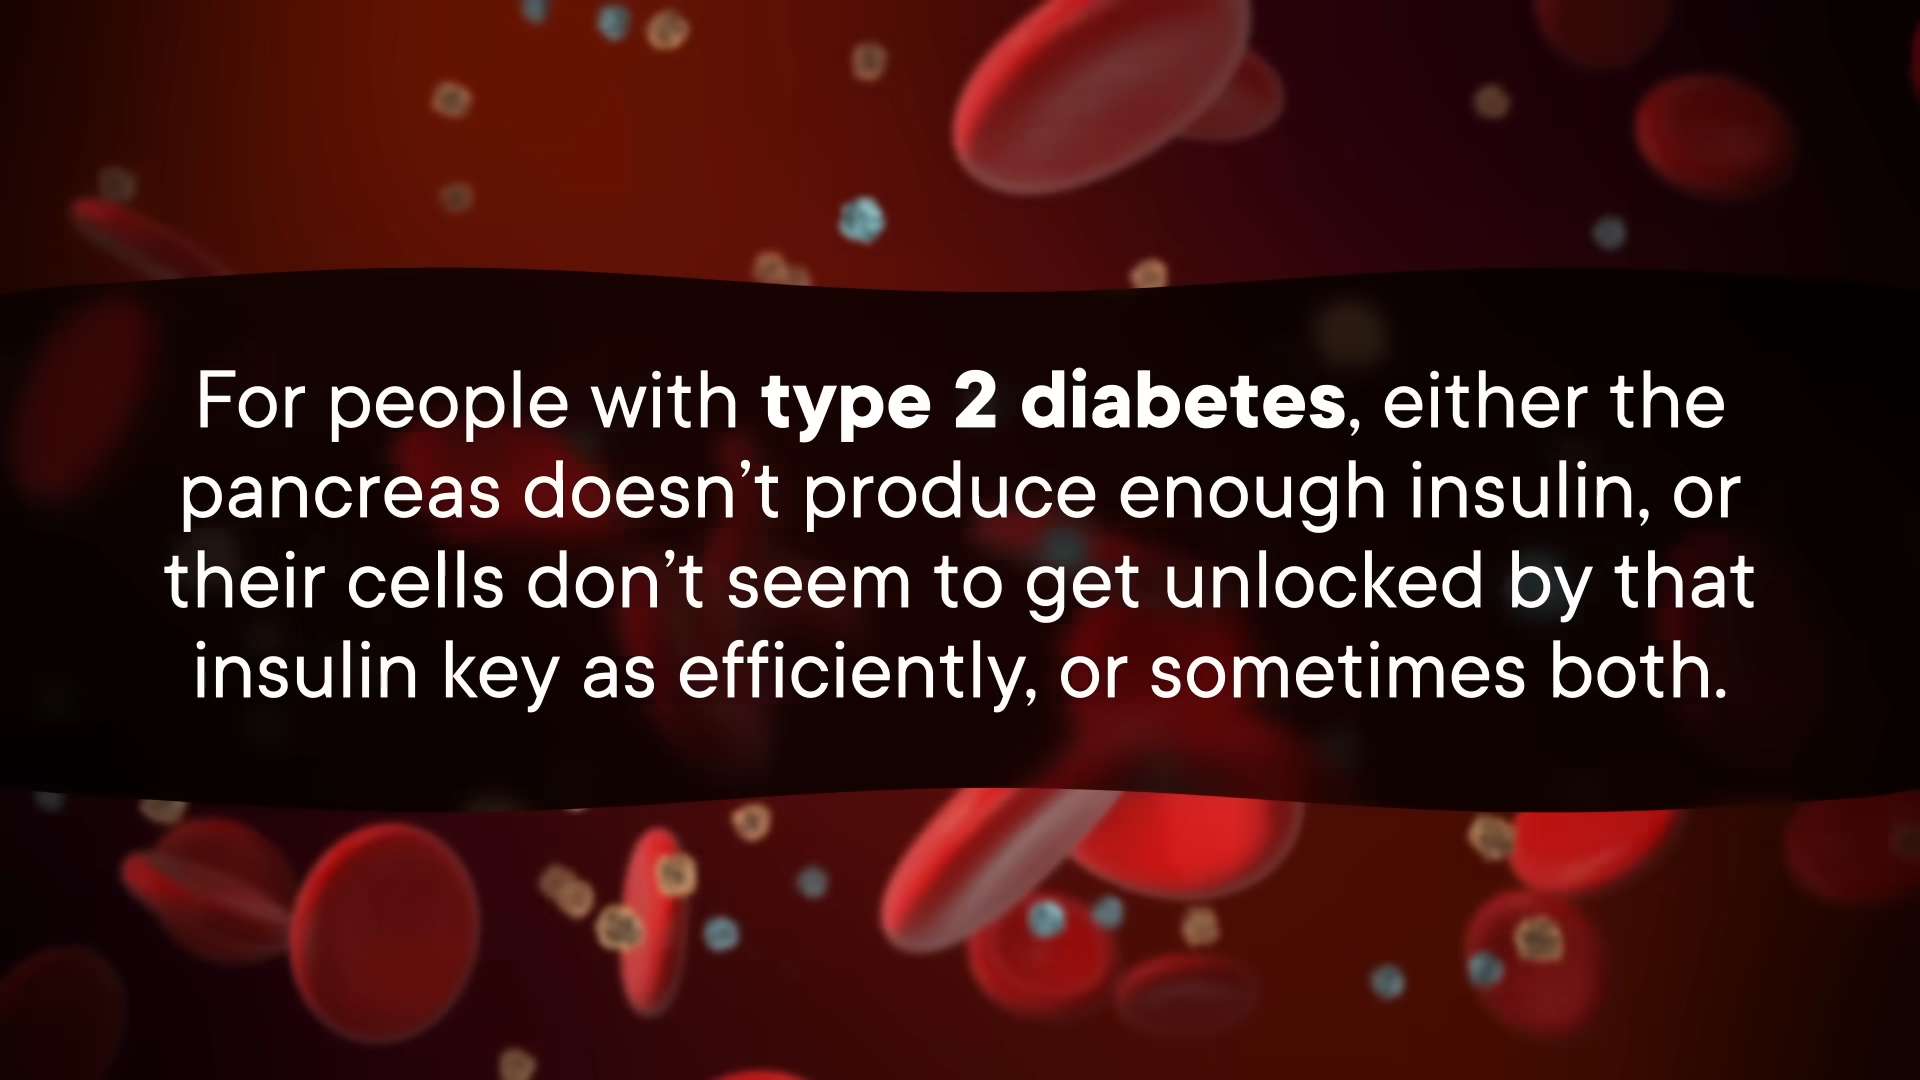 For people with type 2 diabetes, either the
pancreas doesn’t produce enough insulin, or
their cells don’t seem to get unlocked by that
insulin key as efficiently, or sometimes both.